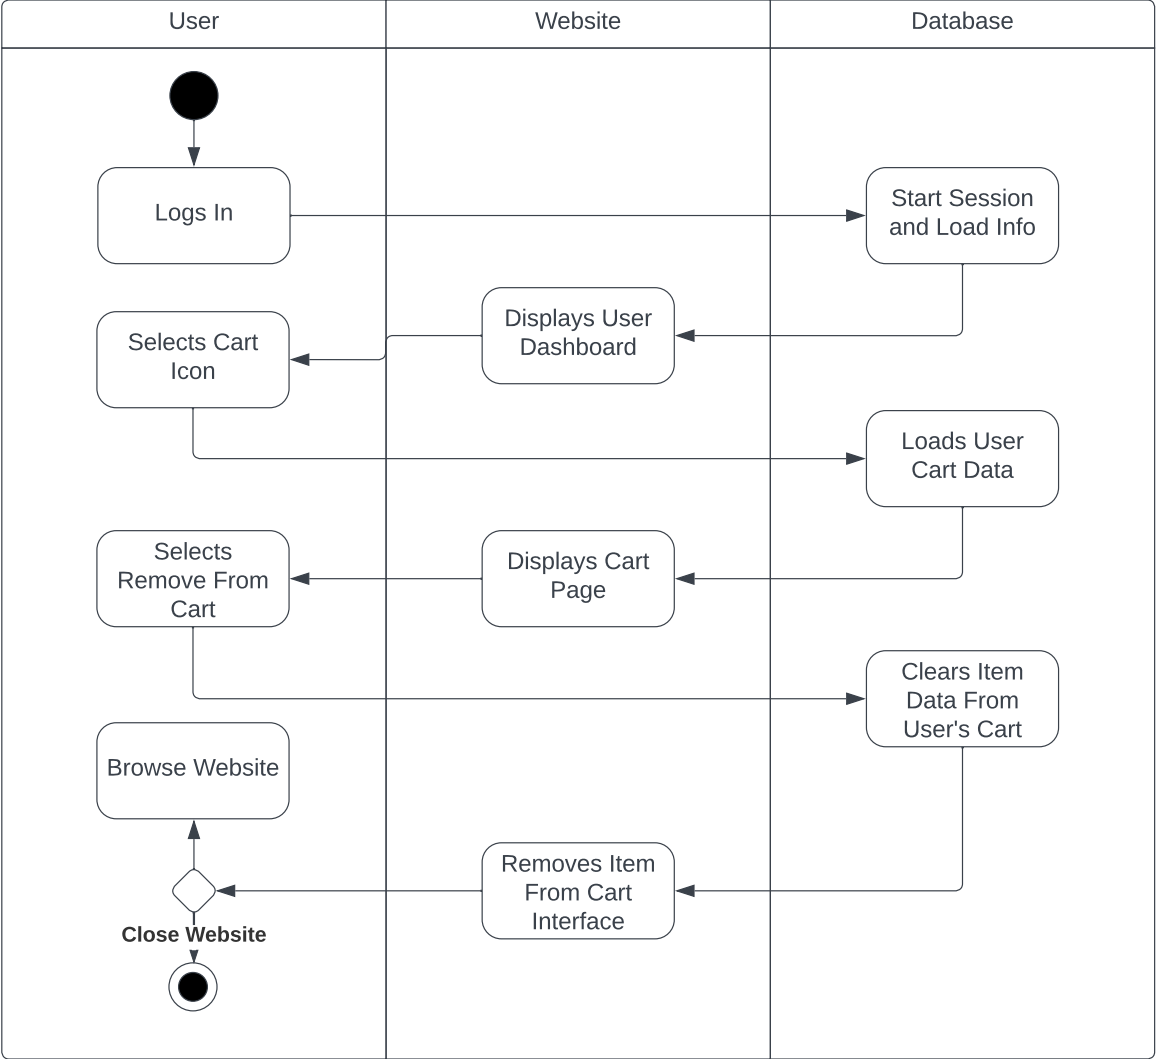 User
Website
Database
Logs In
Start Session
and Load Info
Displays User
Dashboard
Selects Cart
Icon
Loads User
Cart Data
Selects
Remove From
Cart
Displays Cart
Page
Clears Item
Data From
User's Cart
Browse Website
Removes Item
From Cart
Interface
Close Website